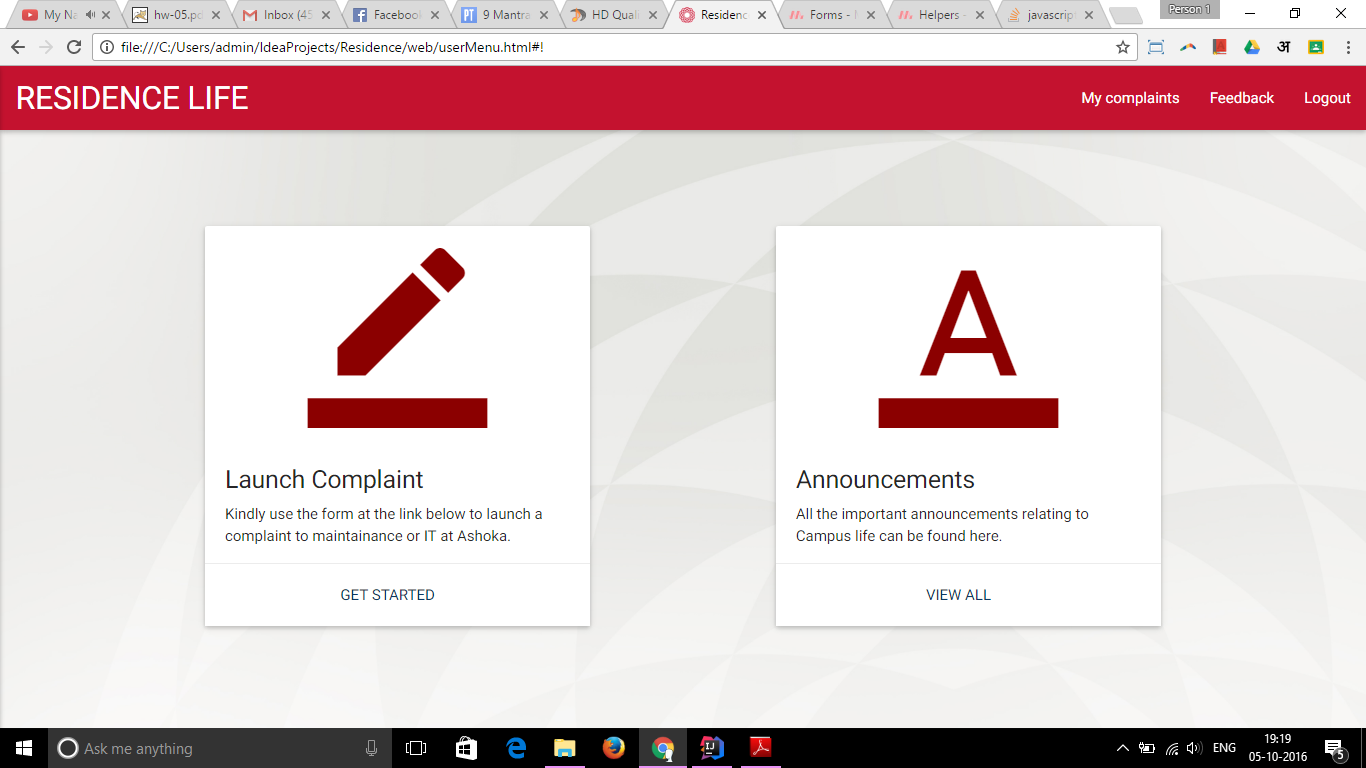 My Na
hw-05.pd
Inbox (45
Facebook
PT
9 Mantra
HD Quali
Residenc
Forms - M
Helpers -
javascrip
Person 1
file:///C:/Users/admin/IdeaProjects/Residence/web/userMenu.html#!
अ
RESIDENCE LIFE
My complaints
Feedback
Logout
A
Launch Complaint
Kindly use the form at the link below to launch a
complaint to maintainance or IT at Ashoka.
GET STARTED
Announcements
All the important announcements relating to
Campus life can be found here.
VIEW ALL
Ask me anything
IJ
ENG
19:19
05-10-2016
5